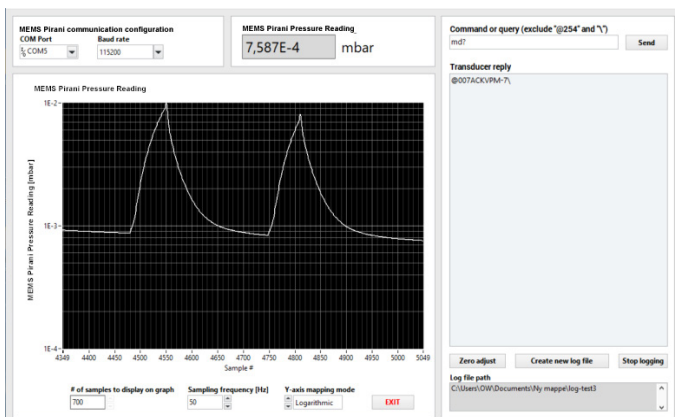 MEMS Pirani communication configuration
COM Port
Baud rate
COM5
115200
MEMS Pirani Pressure Reading
7,587E-4
mbar
Command or query (exclude "@254" and "\")
md?
Send
Transducer reply
@007ACKVPM-7\
MEMS Pirani Pressure Reading
MEMS Pirani Pressure Reading [mbar]
1E-2
1E-3
1E-4
4349 4400 4450 4500 4550 4600 4650 4700 4750 4800 4850 4900 4950 5000 5049
Sample #
# of samples to display on graph
700
Sampling frequency [Hz]
50
Y-axis mapping mode
Logarithmic
EXIT
Zero adjust
Create new log file
Stop logging
Log file path
C:\Users\OW\Documents\Ny mappe\log-test3